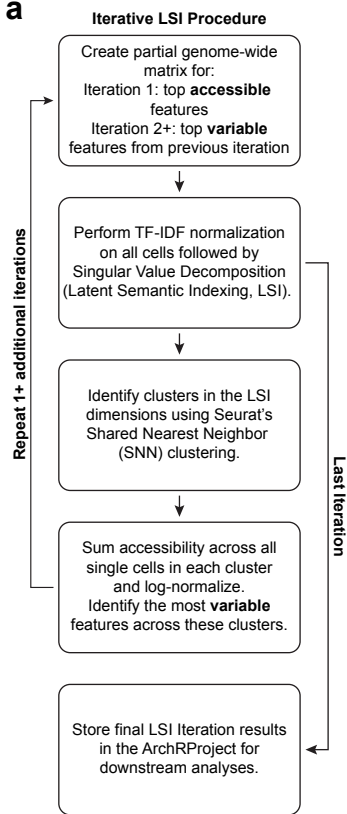 a
Iterative LSI Procedure
Create partial genome-wide
matrix for:
Iteration 1: top accessible
features
Iteration 2+: top variable
features from previous iteration
Perform TF-IDF normalization
on all cells followed by
Singular Value Decomposition
(Latent Semantic Indexing, LSI).
Identify clusters in the LSI
dimensions using Seurat's
Shared Nearest Neighbor
(SNN) clustering.
Sum accessibility across all
single cells in each cluster
and log-normalize.
Identify the most variable
features across these clusters.
Store final LSI Iteration results
in the ArchRProject for
downstream analyses.
Repeat 1+ additional iterations
Last Iteration